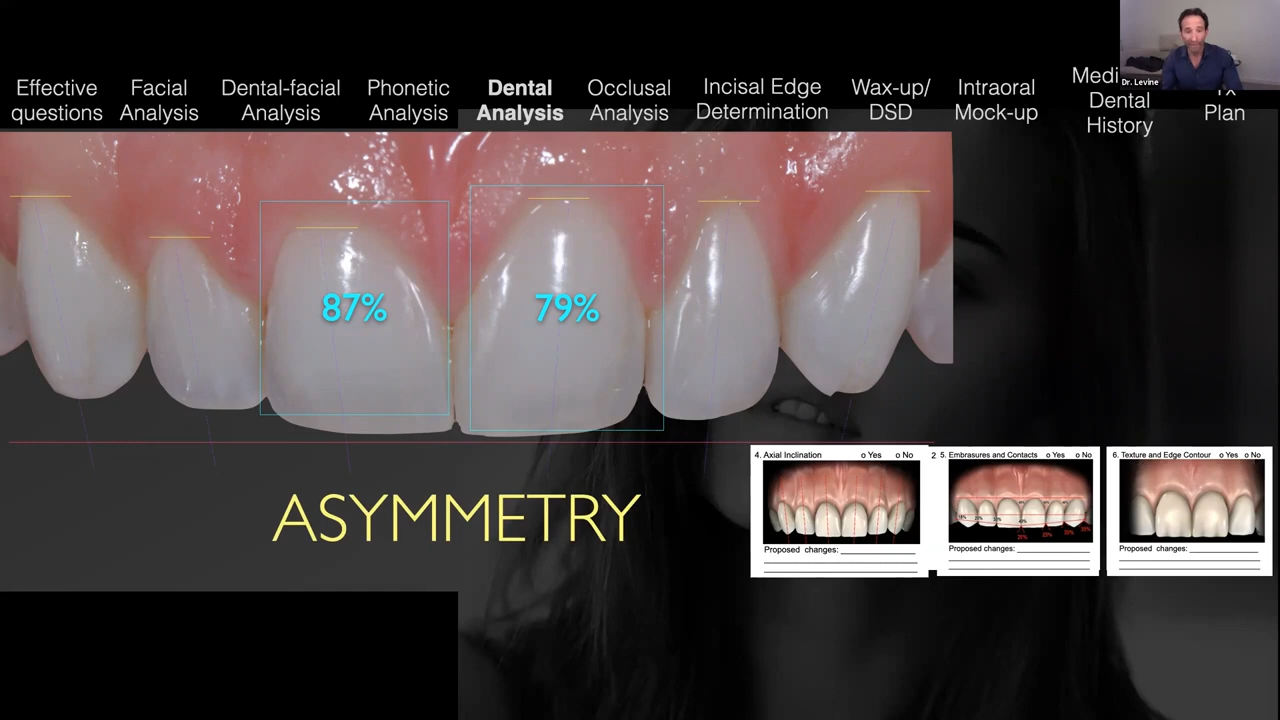 Effective questions
Facial Analysis
Dental-facial Analysis
Phonetic Analysis
Dental Analysis
Occlusal Analysis
Incisal Edge Determination
Wax-up/ DSD
Intraoral Mock-up
Dental History
Plan
Dr. Levine
87%
79%
ASYMMETRY
4. Axial Inclination o Yes o No
Proposed changes:
2
5. Embrasures and Contacts o Yes o No
Proposed changes:
6. Texture and Edge Contour o Yes o No
Proposed changes: